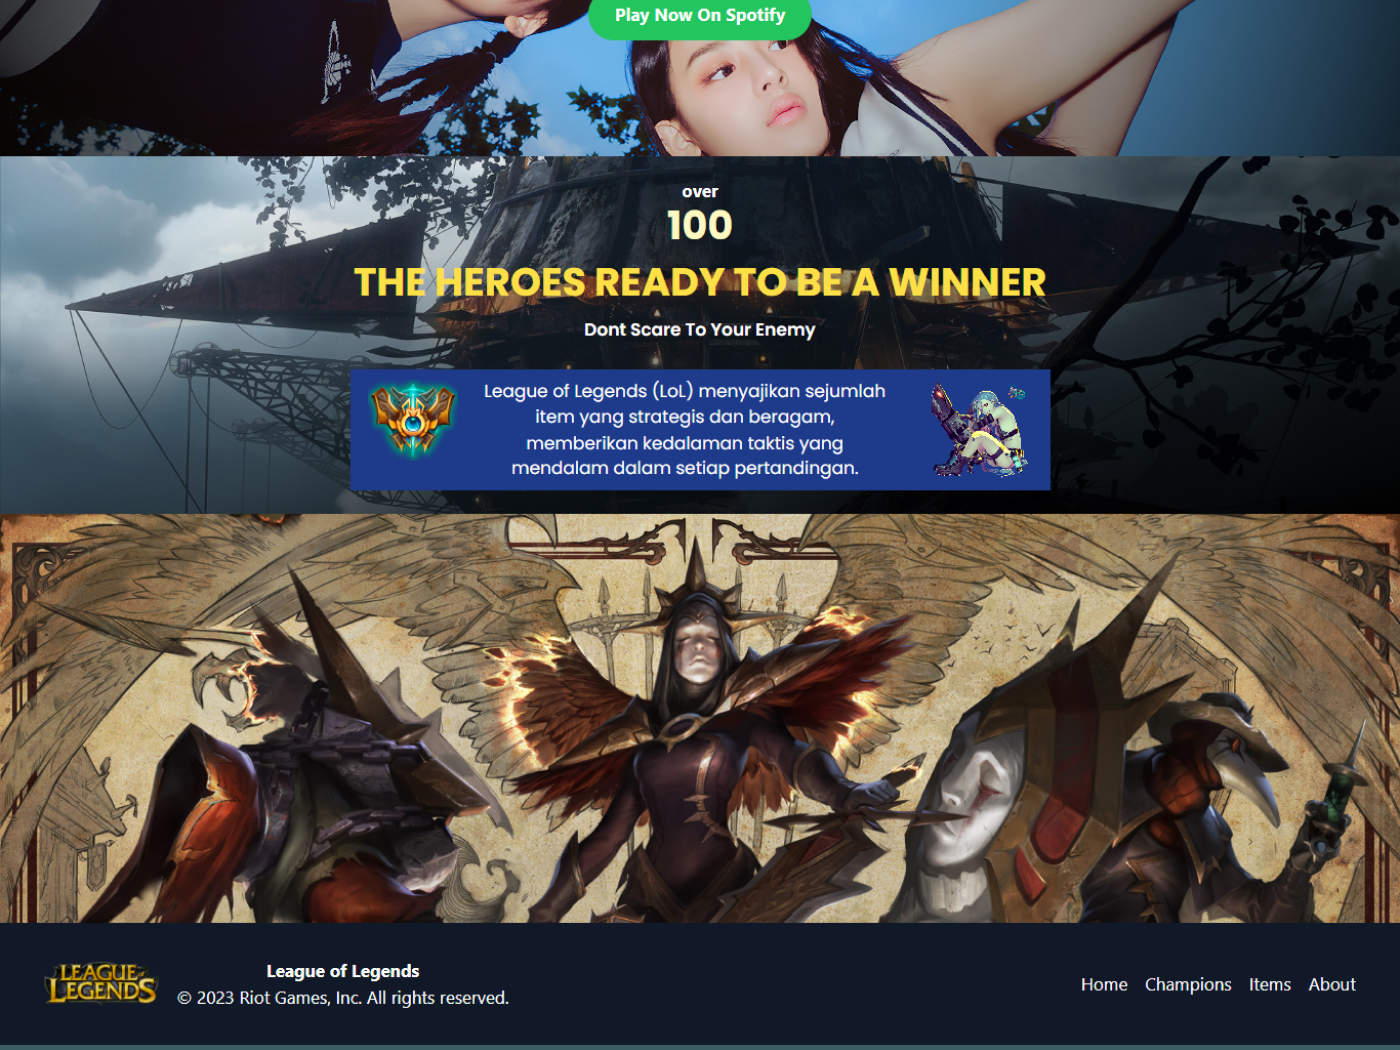 Play Now On Spotify
over
100
THE HEROES READY TO BE A WINNER
Dont Scare To Your Enemy
League of Legends (LoL) menyajikan sejumlah
item yang strategis dan beragam,
memberikan kedalaman taktis yang
mendalam dalam setiap pertandingan.
LEAGUE OF
LEGENDS
League of Legends
© 2023 Riot Games, Inc. All rights reserved.
Home Champions Items About